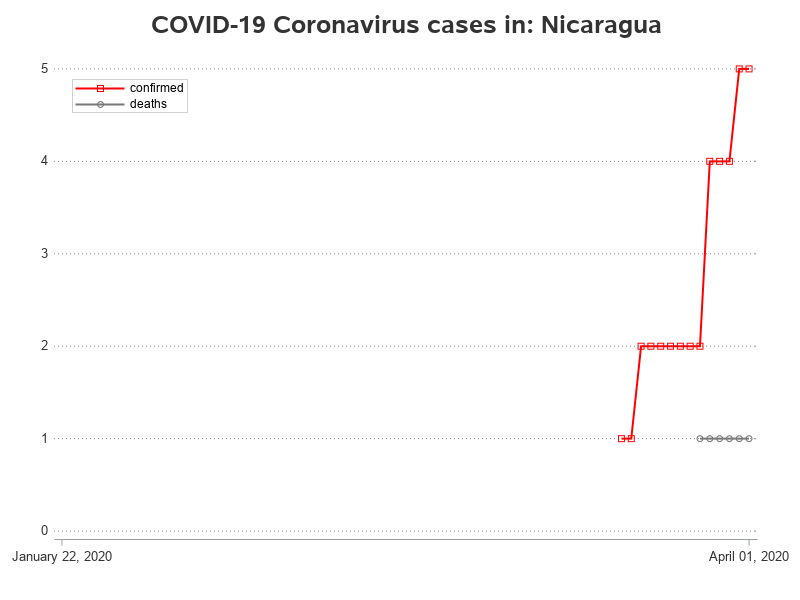 COVID-19 Coronavirus cases in: Nicaragua
5
confirmed
deaths
4
3
2
1
0
January 22, 2020
April 01, 2020